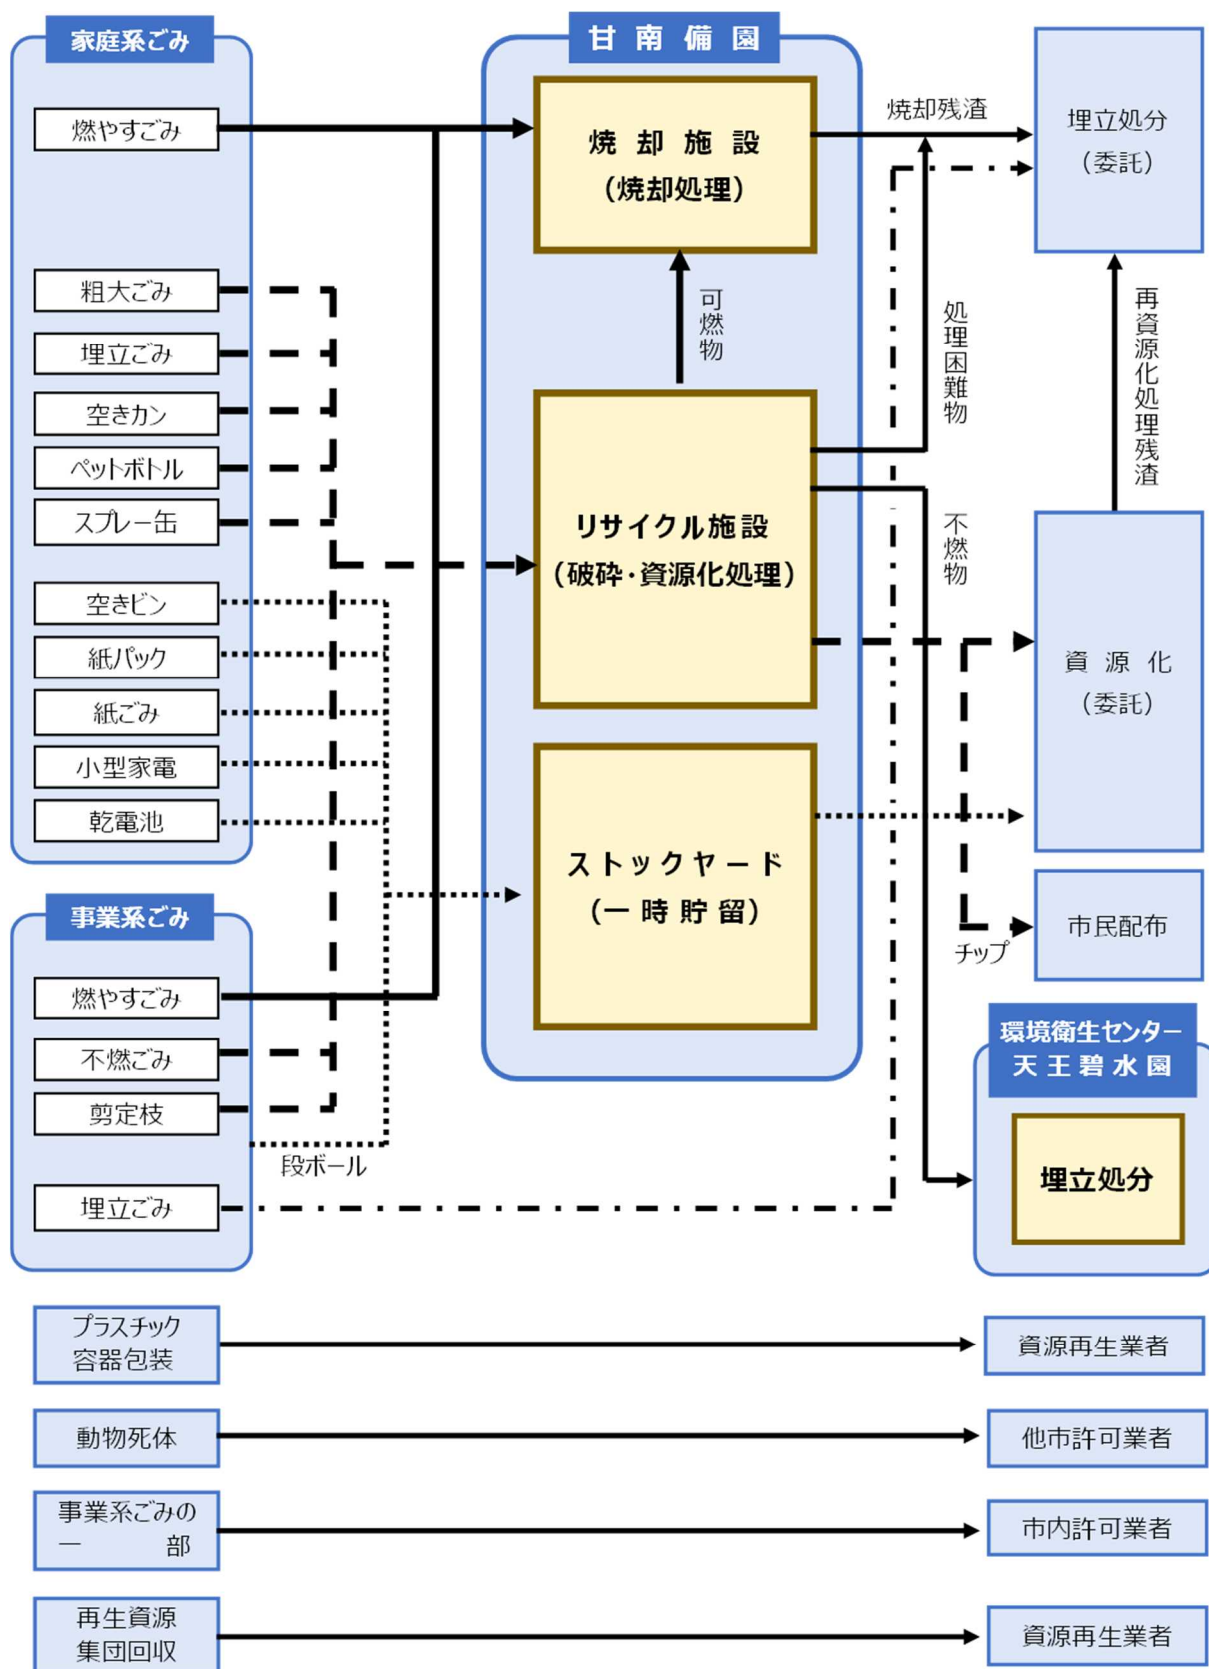 家庭系ごみ
燃やすごみ
粗大ごみ
埋立ごみ
空きカン
ペットボトル
スプレー缶
空きビン
紙パック
紙ごみ
小型家電
乾電池
事業系ごみ
燃やすごみ
不燃ごみ
剪定枝
段ボール
埋立ごみ
甘南備園
焼却施設
（焼却処理）
可燃物
リサイクル施設
（破砕・資源化処理）
ストックヤード
（一時貯留）
焼却残渣
処理困難物
不燃物
チップ
埋立処分
（委託）
再資源化処理残渣
資源化
（委託）
市民配布
環境衛生センター
天王碧水園
埋立処分
プラスチック
容器包装
資源再生業者
動物死体
他市許可業者
事業系ごみの
一部
市内許可業者
再生資源
集団回収
資源再生業者